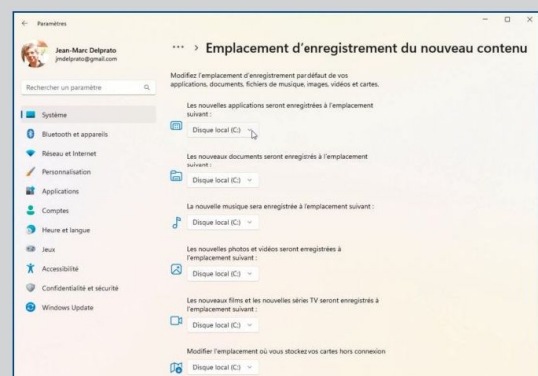 Paramètres
Jean-Marc Delprato
jmdelprato@gmail.com
Rechercher un paramètre
Système
Bluetooth et appareils
Réseau et Internet
Personnalisation
Applications
Comptes
Heure et langue
Jeux
Accessibilité
Confidentialité et sécurité
Windows Update
··· > Emplacement d'enregistrement du nouveau contenu
Modifiez l'emplacement d'enregistrement par défaut de vos
applications, documents, fichiers de musique, images, vidéos et cartes.
Les nouvelles applications seront enregistrées à l'emplacement
suivant :
Disque local (C:)
Les nouveaux documents seront enregistrés à l'emplacement
suivant :
Disque local (C:)
La nouvelle musique sera enregistrée à l'emplacement suivant :
Disque local (C:)
Les nouvelles photos et vidéos seront enregistrées à
l'emplacement suivant :
Disque local (C:)
Les nouveaux films et les nouvelles séries TV seront enregistrés à
l'emplacement suivant :
Disque local (C:)
Modifier l'emplacement où vous stockez vos cartes hors connexion
Disque local (C:)